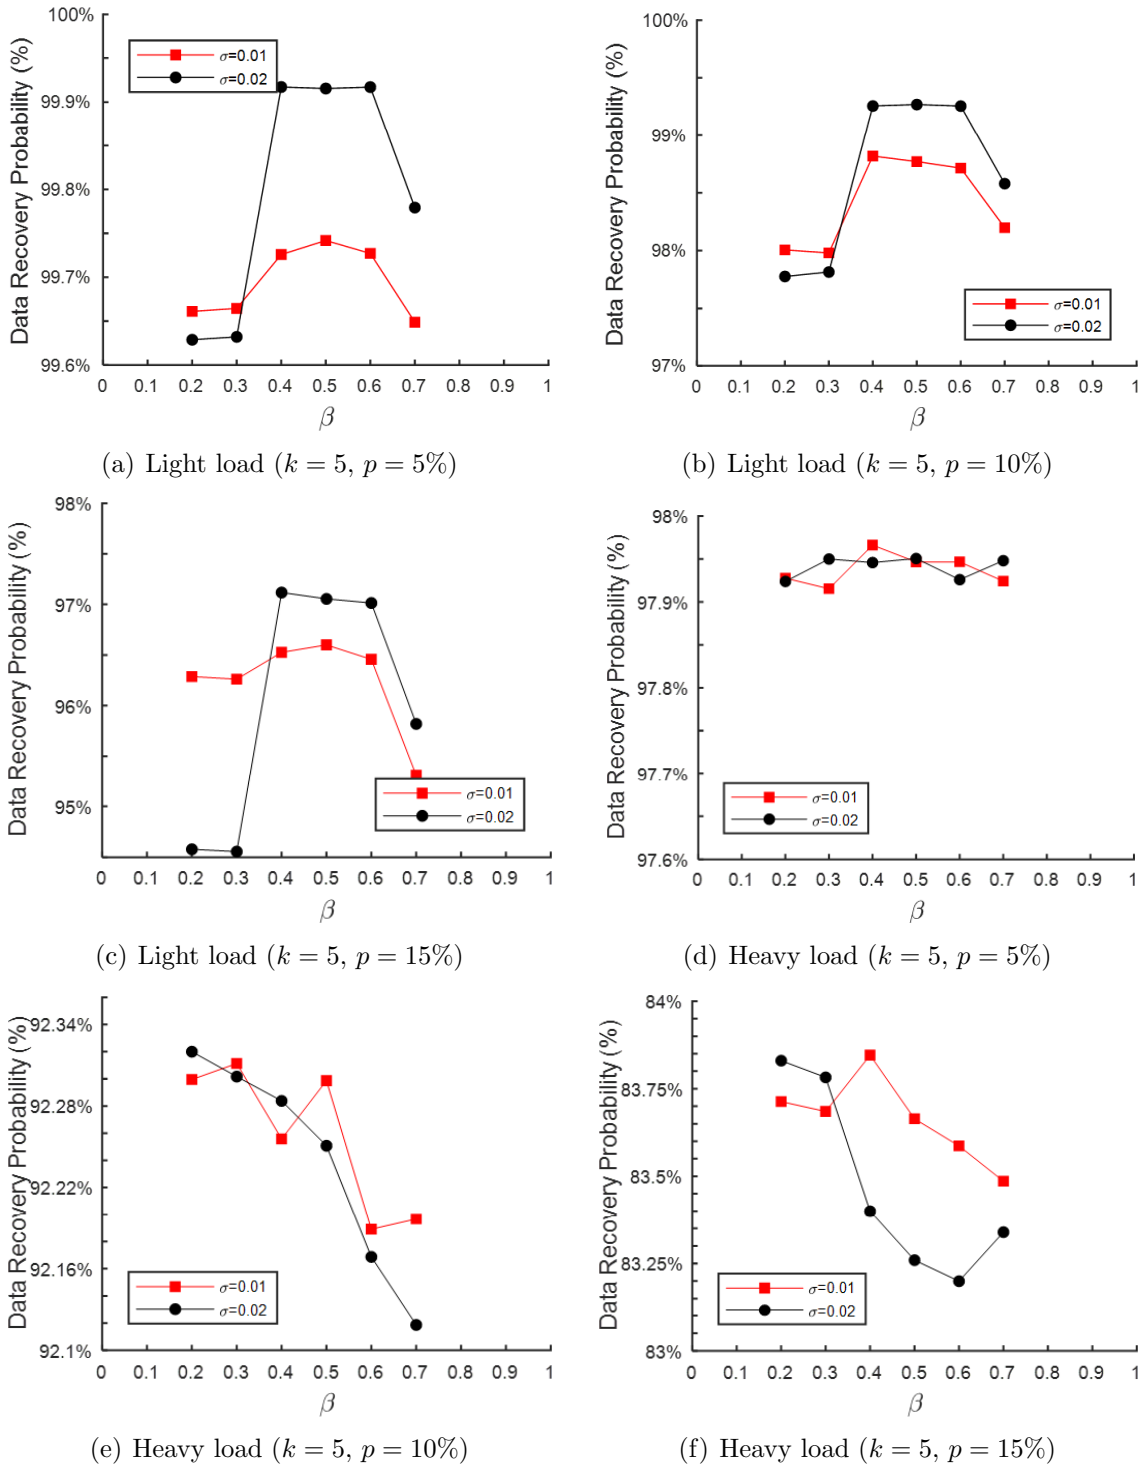 100%
99.9%
99.8%
99.7%
99.6%
Data Recovery Probability (%)
σ=0.01
σ=0.02
0 0.1 0.2 0.3 0.4 0.5 0.6 0.7 0.8 0.9 1
β
(a) Light load (k = 5, p = 5%)
100%
99%
98%
97%
Data Recovery Probability (%)
σ=0.01
σ=0.02
0 0.1 0.2 0.3 0.4 0.5 0.6 0.7 0.8 0.9 1
β
(b) Light load (k = 5, p = 10%)
98%
97%
96%
95%
Data Recovery Probability (%)
σ=0.01
σ=0.02
0 0.1 0.2 0.3 0.4 0.5 0.6 0.7 0.8 0.9 1
β
(c) Light load (k = 5, p = 15%)
98%
97.9%
97.8%
97.7%
97.6%
Data Recovery Probability (%)
σ=0.01
σ=0.02
0 0.1 0.2 0.3 0.4 0.5 0.6 0.7 0.8 0.9 1
β
(d) Heavy load (k = 5, p = 5%)
92.34%
92.28%
92.22%
92.16%
92.1%
Data Recovery Probability (%)
σ=0.01
σ=0.02
0 0.1 0.2 0.3 0.4 0.5 0.6 0.7 0.8 0.9 1
β
(e) Heavy load (k = 5, p = 10%)
84%
83.75%
83.5%
83.25%
83%
Data Recovery Probability (%)
σ=0.01
σ=0.02
0 0.1 0.2 0.3 0.4 0.5 0.6 0.7 0.8 0.9 1
β
(f) Heavy load (k = 5, p = 15%)